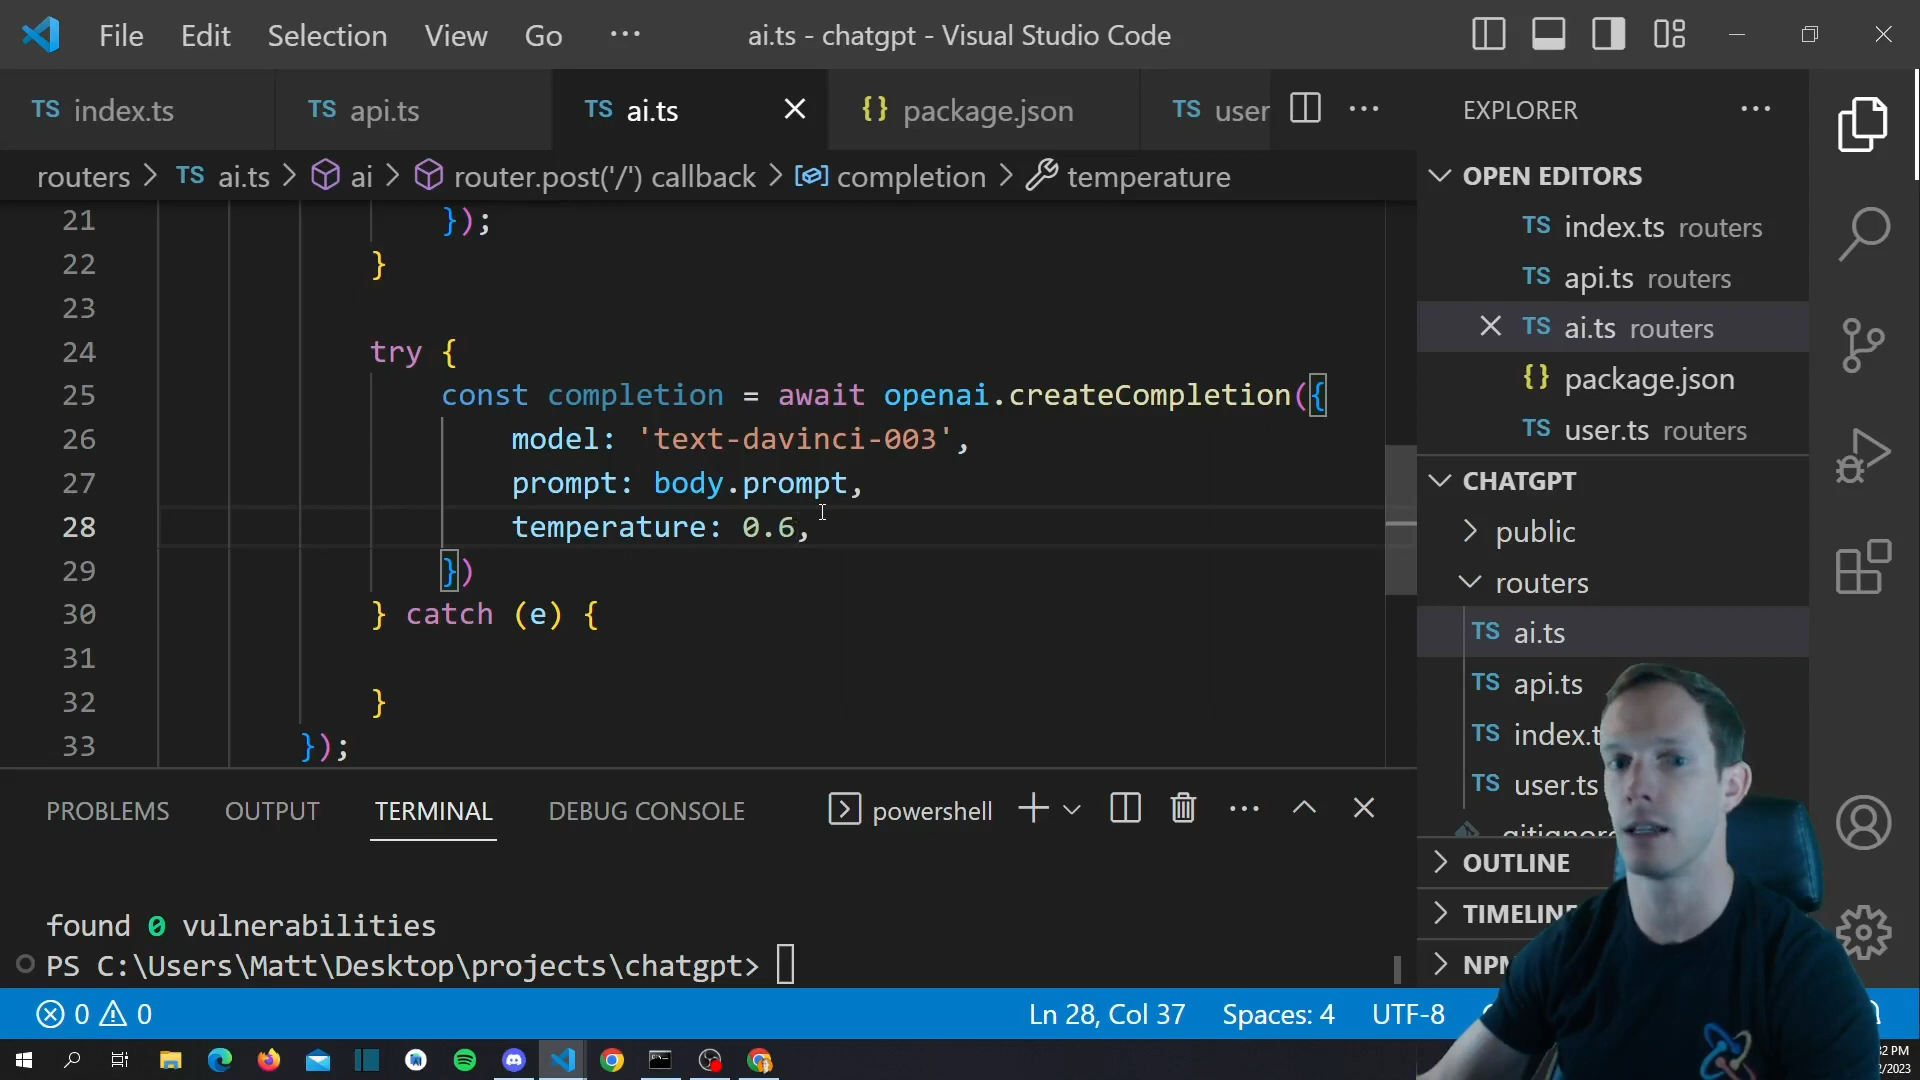 File Edit Selection View Go ··· ai.ts - chatgpt - Visual Studio Code
TS index.ts TS api.ts TS ai.ts {} package.json TS user
routers > TS ai.ts > ai > router.post('/') callback > completion > temperature
21 });
22 }
23
24 try {
25 const completion = await openai.createCompletion({
26 model: 'text-davinci-003',
27 prompt: body.prompt,
28 temperature: 0.6,
29 })
30 } catch (e) {
31
32 }
33 });
PROBLEMS OUTPUT TERMINAL DEBUG CONSOLE powershell
found 0 vulnerabilities
PS C:\Users\Matt\Desktop\projects\chatgpt>
EXPLORER
OPEN EDITORS
TS index.ts routers
TS api.ts routers
TS ai.ts routers
{} package.json
TS user.ts routers
CHATGPT
public
routers
TS ai.ts
TS api.ts
TS index.t
TS user.ts
.gitignore
OUTLINE
TIMELINE
NPM
0 0 Ln 28, Col 37 Spaces: 4 UTF-8
32 PM
2/2023